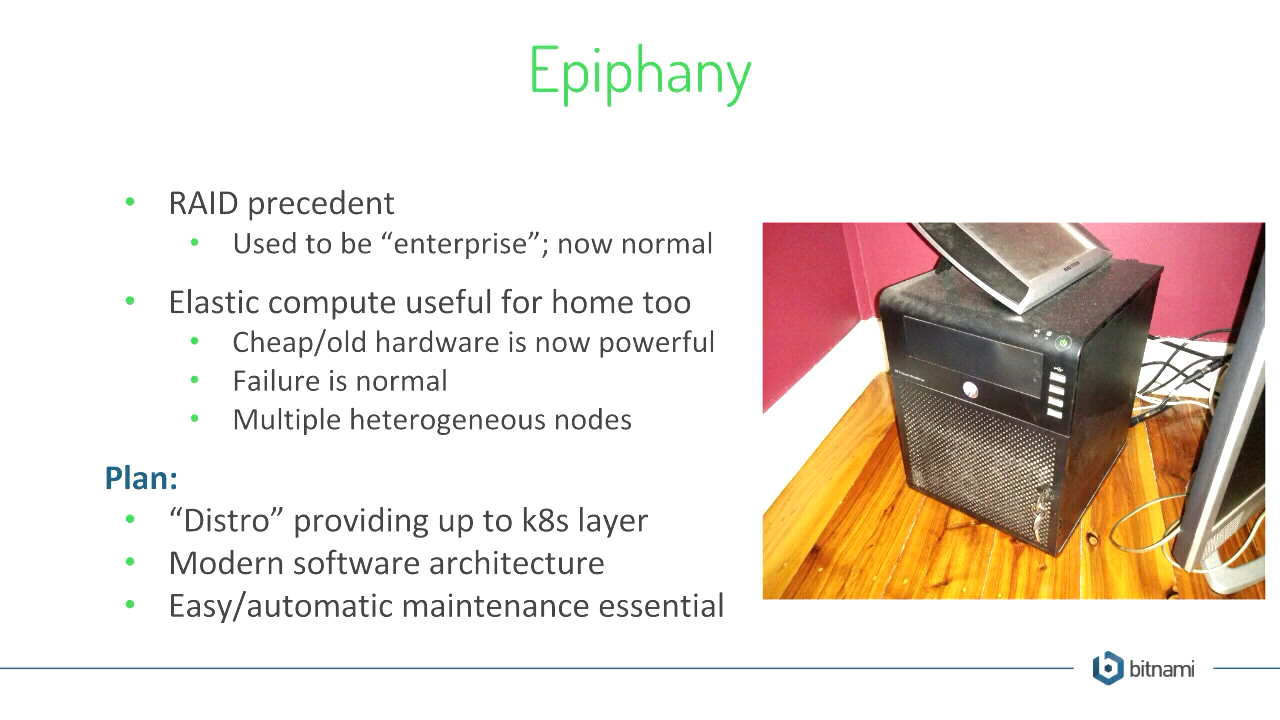 Epiphany
• RAID precedent
• Used to be “enterprise”; now normal
• Elastic compute useful for home too
• Cheap/old hardware is now powerful
• Failure is normal
• Multiple heterogeneous nodes
Plan:
• “Distro” providing up to k8s layer
• Modern software architecture
• Easy/automatic maintenance essential
bitnami